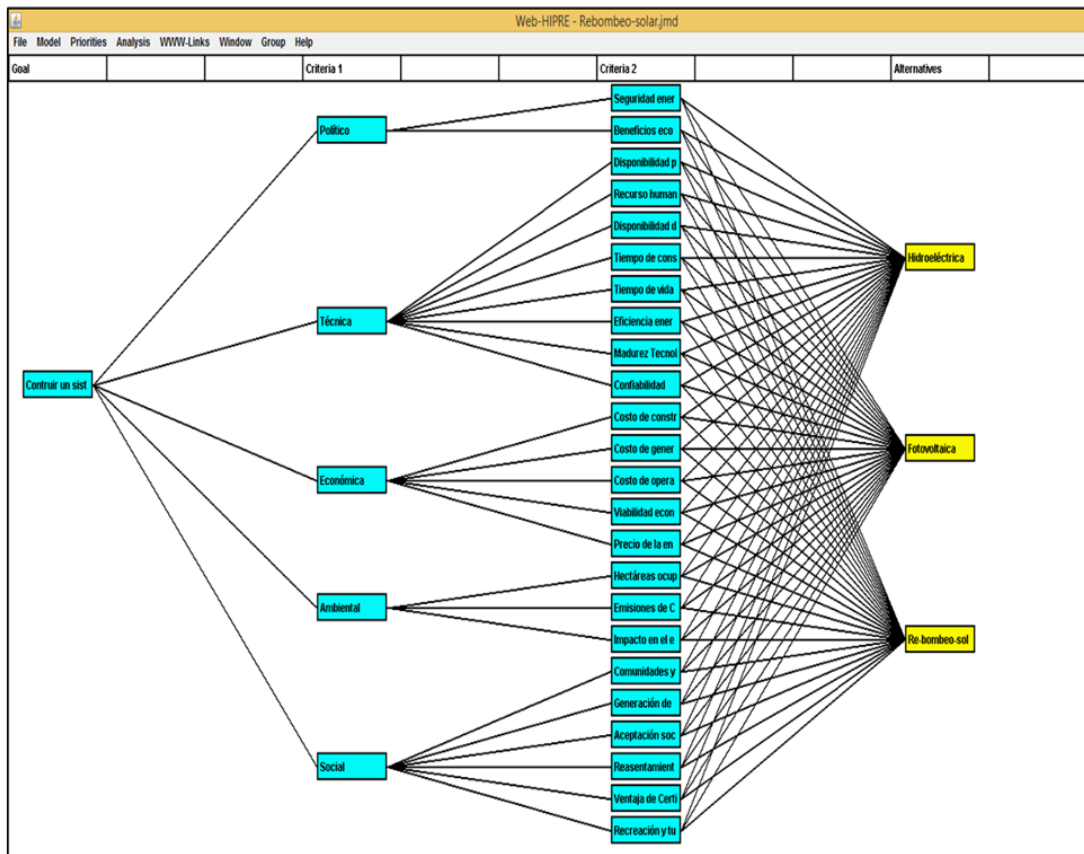 Web-HIPRE - Rebombeo-solar.jmd
File Model Priorities Analysis WWW-Links Window Group Help
Goal Criteria 1 Criteria 2 Alternatives
Seguridad ener
Político
Beneficios eco
Disponibilidad p
Recurso human
Disponibilidad d
Tiempo de cons
Hidroeléctrica
Tiempo de vida
Técnica
Eficiencia ener
Madurez Tecnol
Contruir un sist
Confiabilidad
Costo de constr
Costo de gener
Fotovoltaica
Económica
Costo de opera
Viabilidad econ
Precio de la en
Hectáreas ocup
Ambiental
Emisiones de C
Impacto en el e
Re-bombeo-sol
Comunidades y
Generación de
Aceptación soc
Social
Reasentamient
Ventaja de Certi
Recreación y tu